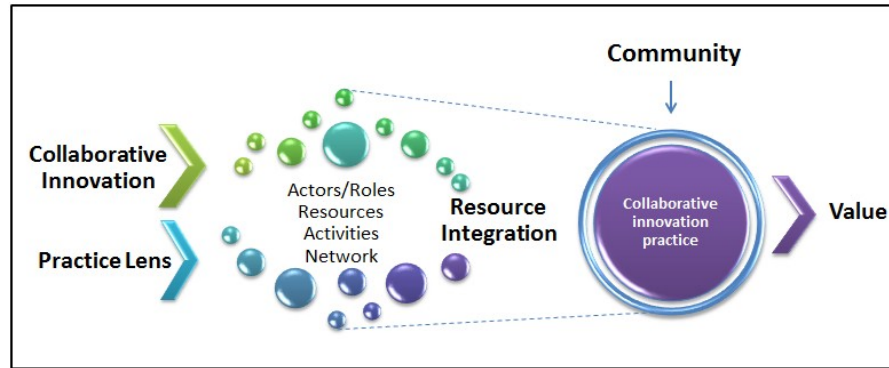 Community
Collaborative
Innovation
Practice Lens
Actors/Roles
Resources
Activities
Network
Resource
Integration
Collaborative
innovation
practice
Value